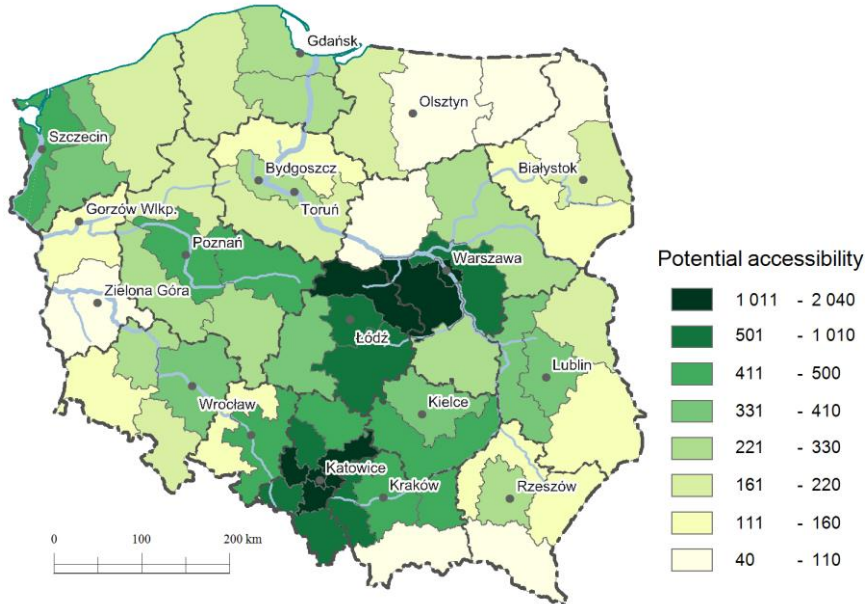 Gdańsk
Olsztyn
Szczecin
Białystok
Bydgoszcz
Toruń
Gorzów Wlkp.
Poznań
Warszawa
Zielona Góra
Łódź
Lublin
Wrocław
Kielce
Katowice
Kraków
Rzeszów
0 100 200 km
Potential accessibility
1 011 - 2 040
501 - 1 010
411 - 500
331 - 410
221 - 330
161 - 220
111 - 160
40 - 110